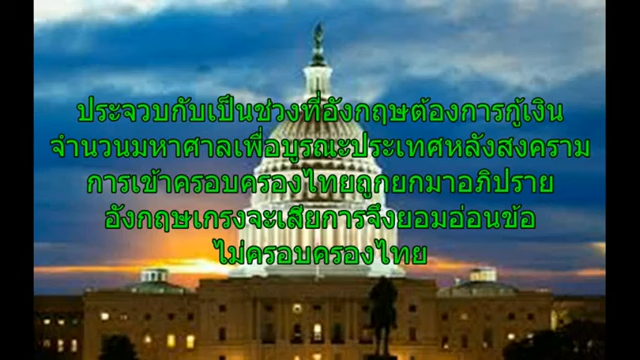 ประจวบกับเป็นช่วงที่อังกฤษต้องการกู้เงิน
จำนวนมหาศาลเพื่อบูรณะประเทศหลังสงคราม
การเข้าครอบครองไทยถูกยกมาอภิปราย
อังกฤษเกรงจะเสียการจึงยอมอ่อนข้อ
ไม่ครอบครองไทย